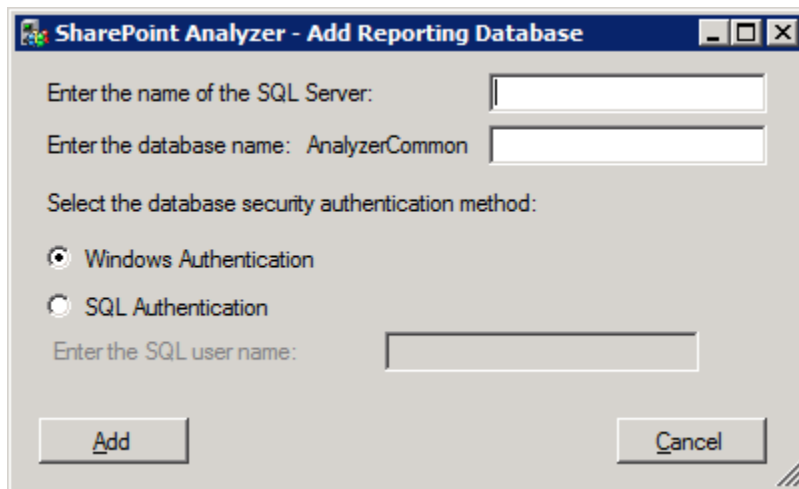 SharePoint Analyzer - Add Reporting Database
Enter the name of the SQL Server:
Enter the database name: AnalyzerCommon
Select the database security authentication method:
Windows Authentication
SQL Authentication
Enter the SQL user name:
Add Cancel